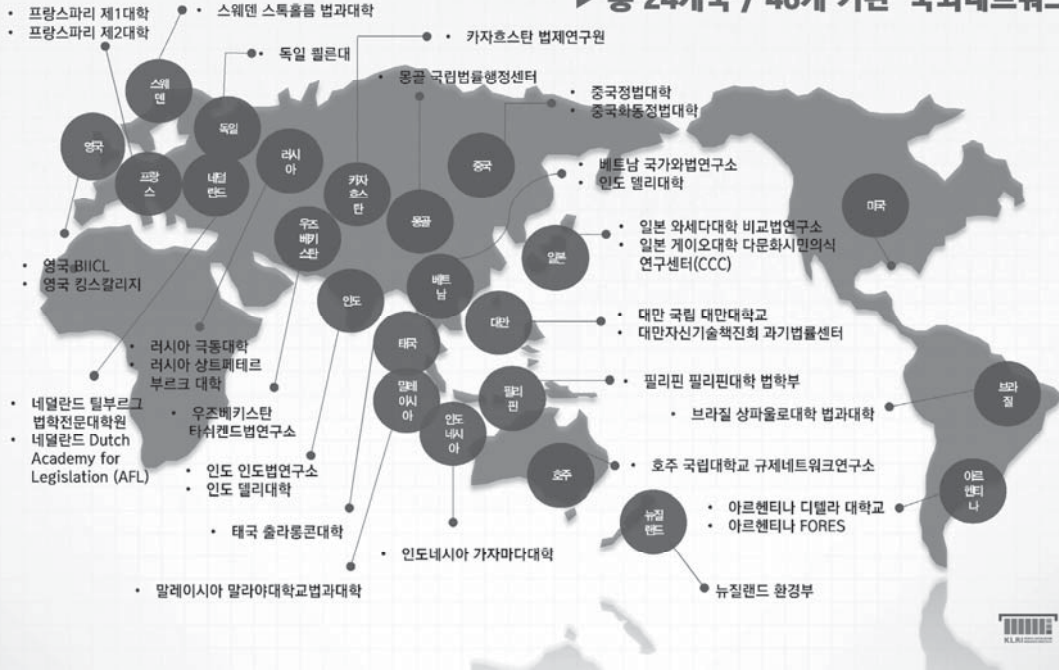 ▶ 총 24개국 / 48개 기관 국외네트워크
• 프랑스파리 제1대학
• 프랑스파리 제2대학
• 스웨덴 스톡홀름 법과대학
• 독일 쾰른대
• 카자흐스탄 법제연구원
• 몽골 국립법률행정센터
• 중국정법대학
• 중국화동정법대학
• 베트남 국가와법연구소
• 인도 델리대학
• 일본 와세다대학 비교법연구소
• 일본 게이오대학 다문화시민의식
연구센터(CCC)
• 대만 국립 대만대학교
• 대만자신기술책진회 과기법률센터
• 필리핀 필리핀대학 법학부
• 브라질 상파울로대학 법과대학
• 호주 국립대학교 규제네트워크연구소
• 아르헨티나 디텔라 대학교
• 아르헨티나 FORES
뉴질랜드 환경부
• 영국 BIICL
• 영국 킹스칼리지
• 러시아 극동대학
• 러시아 상트페테르
부르크 대학
• 네덜란드 틸부르그
법학전문대학원
• 네덜란드 Dutch
Academy for
Legislation (AFL)
• 우즈베키스탄
타쉬켄드법연구소
• 인도 인도법연구소
• 인도 델리대학
• 태국 출라롱콘대학
• 인도네시아 가자마다대학
• 말레이시아 말라야대학교법과대학
스웨
덴
영국
독일
프랑
스
네덜
란드
러시
아
카자
흐스
탄
우즈
베키
스탄
몽골
중국
인도
베트
남
일본
대만
태국
말레
이시
아
인도
네시
아
필리
핀
호주
뉴질
랜드
미국
브라
질
아르
헨티
나
KLRI